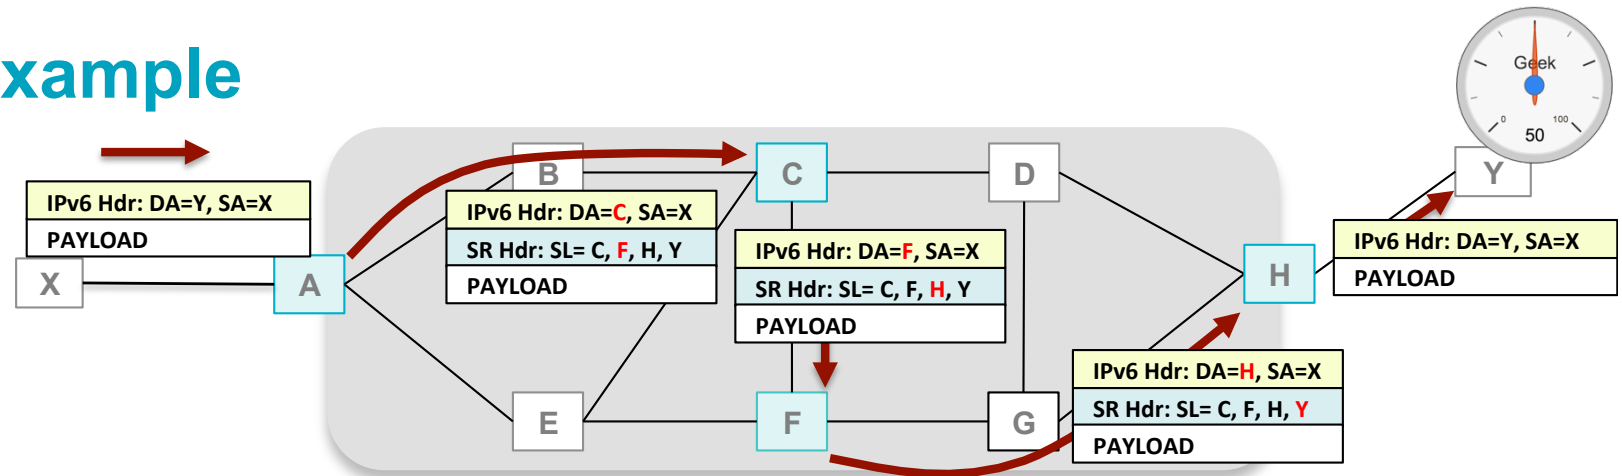 xample
Geek
0
100
50
B
C
D
Y
IPv6 Hdr: DA=Y, SA=X
PAYLOAD
IPv6 Hdr: DA=C, SA=X
SR Hdr: SL= C, F, H, Y
PAYLOAD
IPv6 Hdr: DA=F, SA=X
SR Hdr: SL= C, F, H, Y
PAYLOAD
IPv6 Hdr: DA=Y, SA=X
PAYLOAD
X
A
H
IPv6 Hdr: DA=H, SA=X
SR Hdr: SL= C, F, H, Y
PAYLOAD
E
F
G